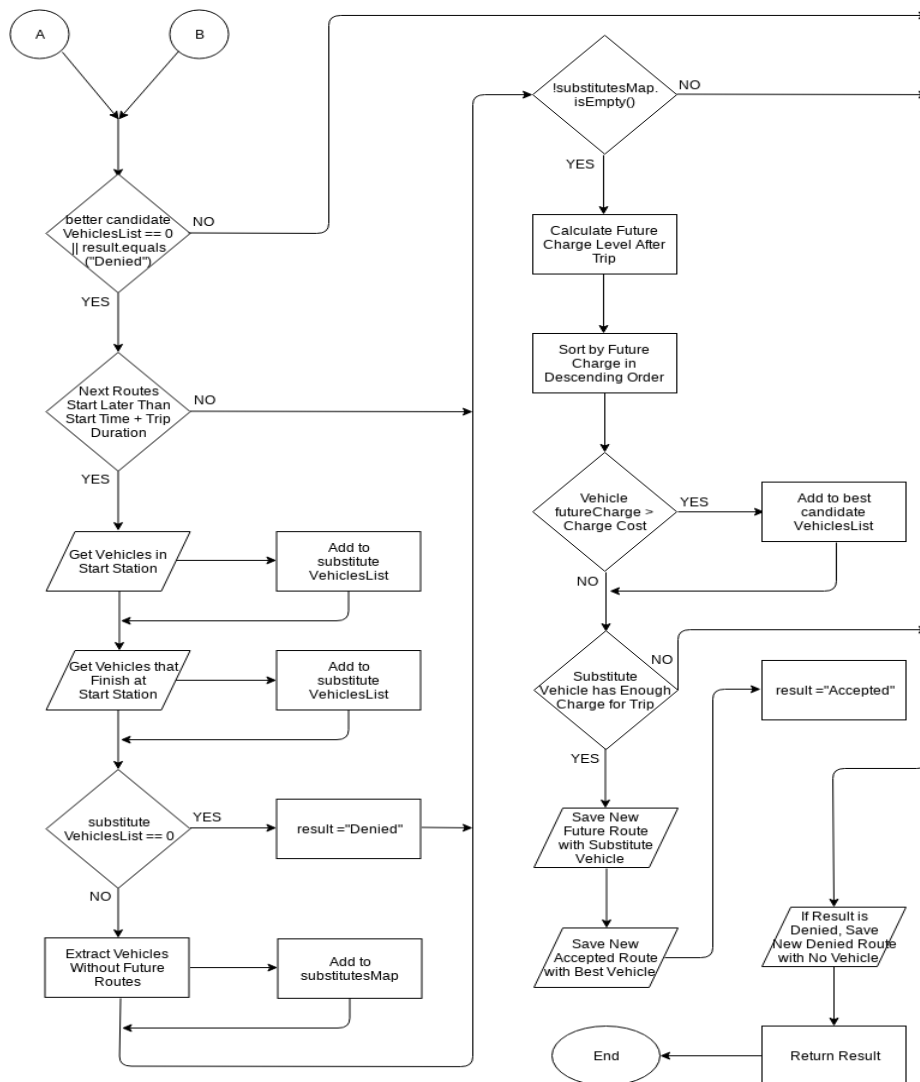 A
B
better candidate
VehiclesList == 0
|| result.equals
("Denied")
NO
YES
Next Routes
Start Later Than
Start Time + Trip
Duration
NO
YES
Get Vehicles in
Start Station
Add to
substitute
VehiclesList
Get Vehicles that
Finish at
Start Station
Add to
substitute
VehiclesList
substitute
VehiclesList == 0
YES
result ="Denied"
NO
Extract Vehicles
Without Future
Routes
Add to
substitutesMap
!substitutesMap.
isEmpty()
NO
YES
Calculate Future
Charge Level After
Trip
Sort by Future
Charge in
Descending Order
Vehicle
futureCharge >
Charge Cost
YES
Add to best
candidate
VehiclesList
NO
Substitute
Vehicle has Enough
Charge for Trip
NO
YES
result ="Accepted"
Save New
Future Route
with Substitute
Vehicle
Save New
Accepted Route
with Best Vehicle
If Result is
Denied, Save
New Denied Route
with No Vehicle
Return Result
End